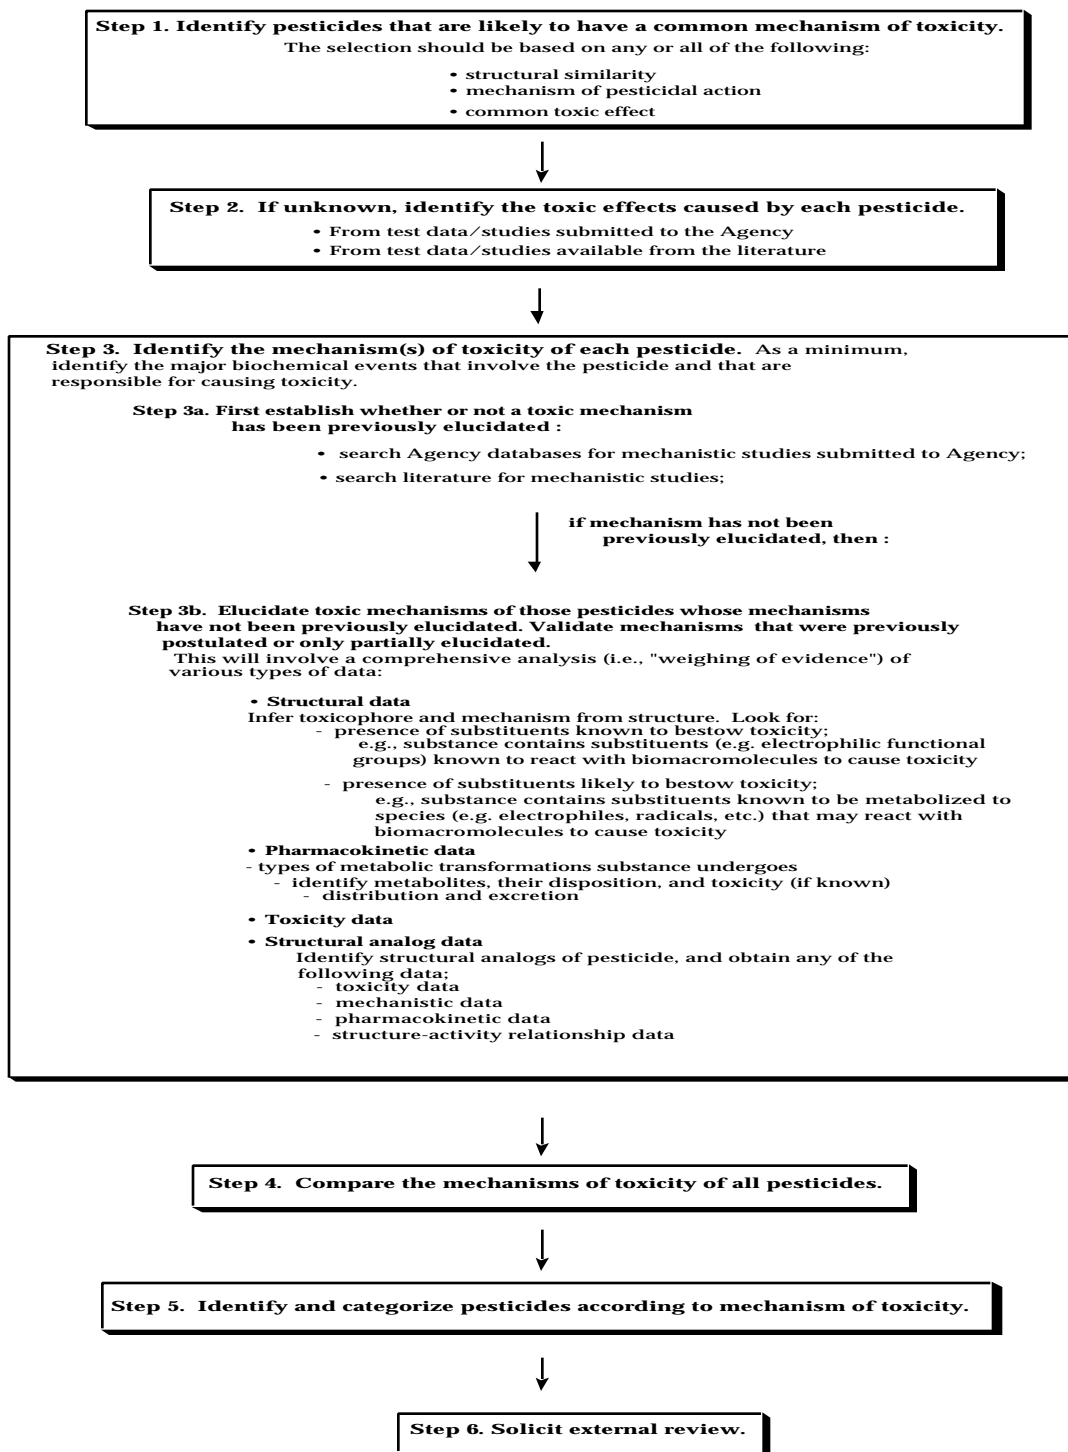 Step 1. Identify pesticides that are likely to have a common mechanism of toxicity.
The selection should be based on any or all of the following:
• structural similarity
• mechanism of pesticidal action
• common toxic effect
Step 2. If unknown, identify the toxic effects caused by each pesticide.
• From test data/studies submitted to the Agency
• From test data/studies available from the literature
Step 3. Identify the mechanism(s) of toxicity of each pesticide. As a minimum,
identify the major biochemical events that involve the pesticide and that are
responsible for causing toxicity.
Step 3a. First establish whether or not a toxic mechanism
has been previously elucidated :
• search Agency databases for mechanistic studies submitted to Agency;
• search literature for mechanistic studies;
if mechanism has not been
previously elucidated, then :
Step 3b. Elucidate toxic mechanisms of those pesticides whose mechanisms
have not been previously elucidated. Validate mechanisms that were previously
postulated or only partially elucidated.
This will involve a comprehensive analysis (i.e., "weighing of evidence") of
various types of data:
• Structural data
Infer toxicophore and mechanism from structure. Look for:
- presence of substituents known to bestow toxicity;
e.g., substance contains substituents (e.g. electrophilic functional
groups) known to react with biomacromolecules to cause toxicity
- presence of substituents likely to bestow toxicity;
e.g., substance contains substituents known to be metabolized to
species (e.g. electrophiles, radicals, etc.) that may react with
biomacromolecules to cause toxicity
• Pharmacokinetic data
- types of metabolic transformations substance undergoes
- identify metabolites, their disposition, and toxicity (if known)
- distribution and excretion
• Toxicity data
• Structural analog data
Identify structural analogs of pesticide, and obtain any of the
following data;
- toxicity data
- mechanistic data
- pharmacokinetic data
- structure-activity relationship data
Step 4. Compare the mechanisms of toxicity of all pesticides.
Step 5. Identify and categorize pesticides according to mechanism of toxicity.
Step 6. Solicit external review.